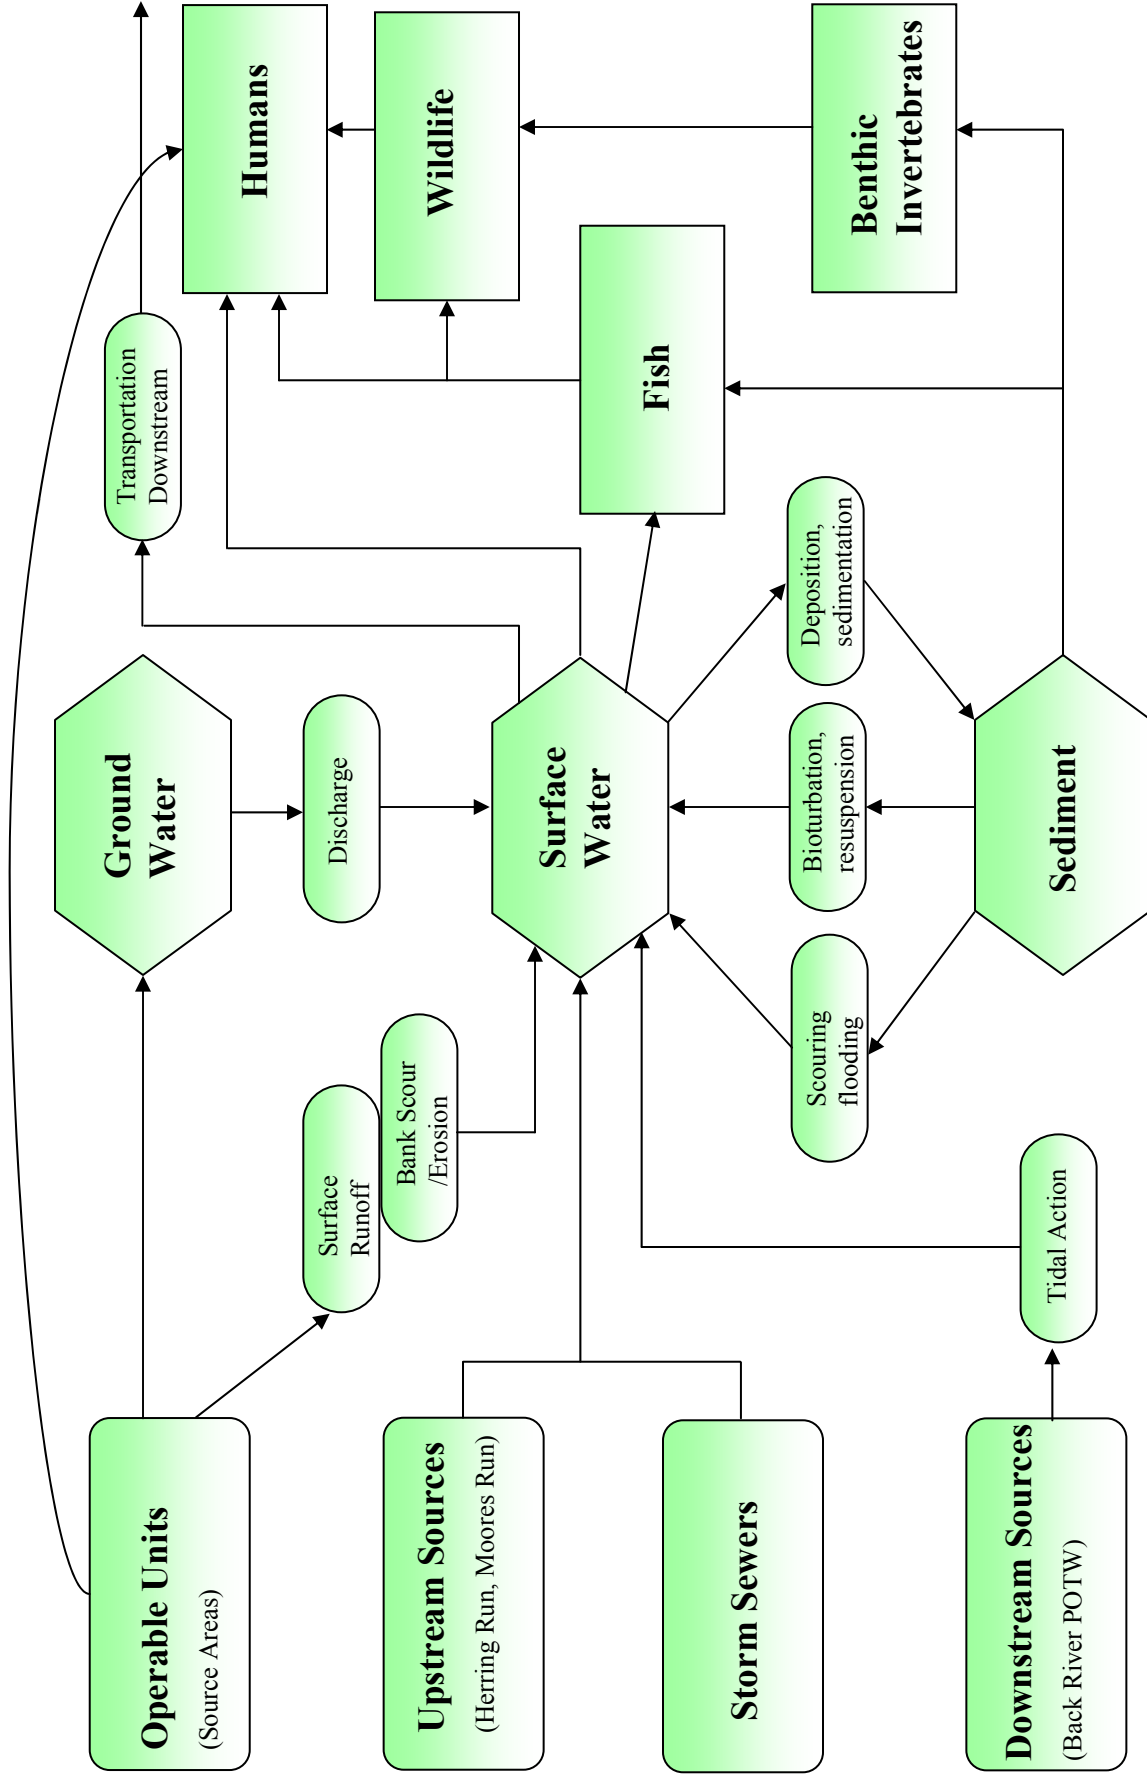 Operable Units
(Source Areas)
Upstream Sources
(Herring Run, Moores Run)
Storm Sewers
Downstream Sources
(Back River POTW)
Surface
Runoff
Bank Scour
/Erosion
Tidal Action
Ground
Water
Discharge
Surface
Water
Scouring
flooding
Bioturbation,
resuspension
Deposition,
sedimentation
Sediment
Transportation
Downstream
Fish
Humans
Wildlife
Benthic
Invertebrates